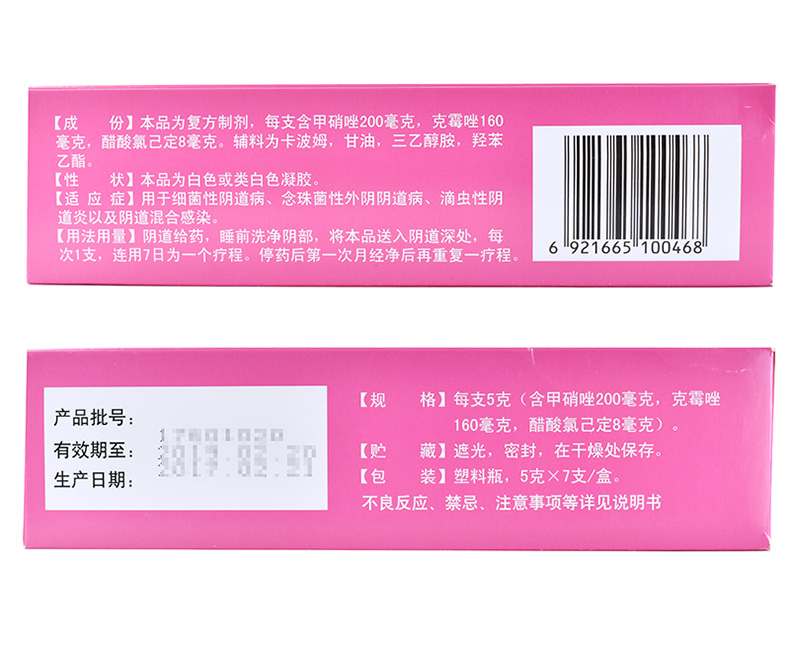 【成　份】本品为复方制剂，每支含甲硝唑200毫克，克霉唑160
毫克，醋酸氯己定8毫克。辅料为卡波姆，甘油，三乙醇胺，羟苯
乙酯。
【性　状】本品为白色或类白色凝胶。
【适 应 症】用于细菌性阴道病、念珠菌性外阴阴道病、滴虫性阴
道炎以及阴道混合感染。
【用法用量】阴道给药，睡前洗净阴部，将本品送入阴道深处，每
次1支，连用7日为一个疗程。停药后第一次月经净后再重复一疗程。
6 921665 100468
产品批号：
有效期至：
生产日期：
【规　格】每支5克（含甲硝唑200毫克，克霉唑
160毫克，醋酸氯己定8毫克）。
【贮　藏】遮光，密封，在干燥处保存。
【包　装】塑料瓶，5克×7支/盒。
不良反应、禁忌、注意事项等详见说明书